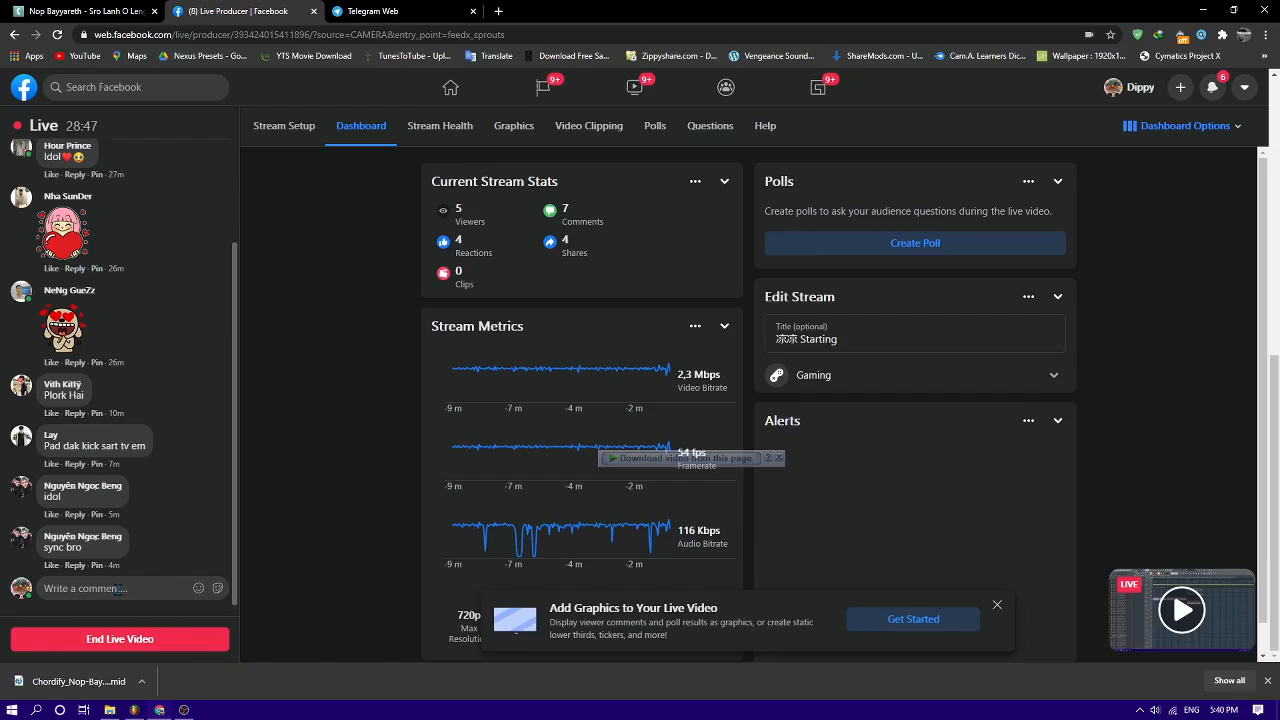 Nop Bayyareth - Sro Lanh O Leng
(8) Live Producer | Facebook
Telegram Web
web.facebook.com/live/producer/393424015411896/?source=CAMERA&entry_point=feedx_sprouts
Apps
YouTube
Maps
Nexus Presets - Go...
YTS Movie Download
TunesToTube - Upl...
Translate
Download Free Sa...
Zippyshare.com - ...
Vengeance Sound...
ShareMods.com - ...
Cam.A. Learners Dic...
Wallpaper : 1920x1...
Cymatics Project X
Search Facebook
9+
9+
9+
Dippy
6
Live 28:47
Stream Setup
Dashboard
Stream Health
Graphics
Video Clipping
Polls
Questions
Help
Dashboard Options
Hour Prince
Idol❤️🥺
Like · Reply · Pin · 27m
Nha SunDer
Like · Reply · Pin · 26m
NeNg GueZz
Like · Reply · Pin · 26m
Vith Kittÿ
Plork Hai
Like · Reply · Pin · 10m
Lay
Pad dak kick sart tv em
Like · Reply · Pin · 7m
Nguyên Ngọc Beng
idol
Like · Reply · Pin · 5m
Nguyên Ngọc Beng
sync bro
Like · Reply · Pin · 4m
Write a comment...
End Live Video
Current Stream Stats
5
Viewers
7
Comments
4
Reactions
4
Shares
0
Clips
Stream Metrics
2,3 Mbps
Video Bitrate
-9 m -7 m -4 m -2 m
54 fps
Framerate
Download video from this page ? x
-9 m -7 m -4 m -2 m
116 Kbps
Audio Bitrate
-9 m -7 m -4 m -2 m
720p
Max
Resolution
Polls
Create polls to ask your audience questions during the live video.
Create Poll
Edit Stream
Title (optional)
凉凉 Starting
Gaming
Alerts
Add Graphics to Your Live Video
Display viewer comments and poll results as graphics, or create static
lower thirds, tickers, and more!
Get Started
LIVE
Chordify_Nop-Bay....mid
Show all
ENG
5:40 PM